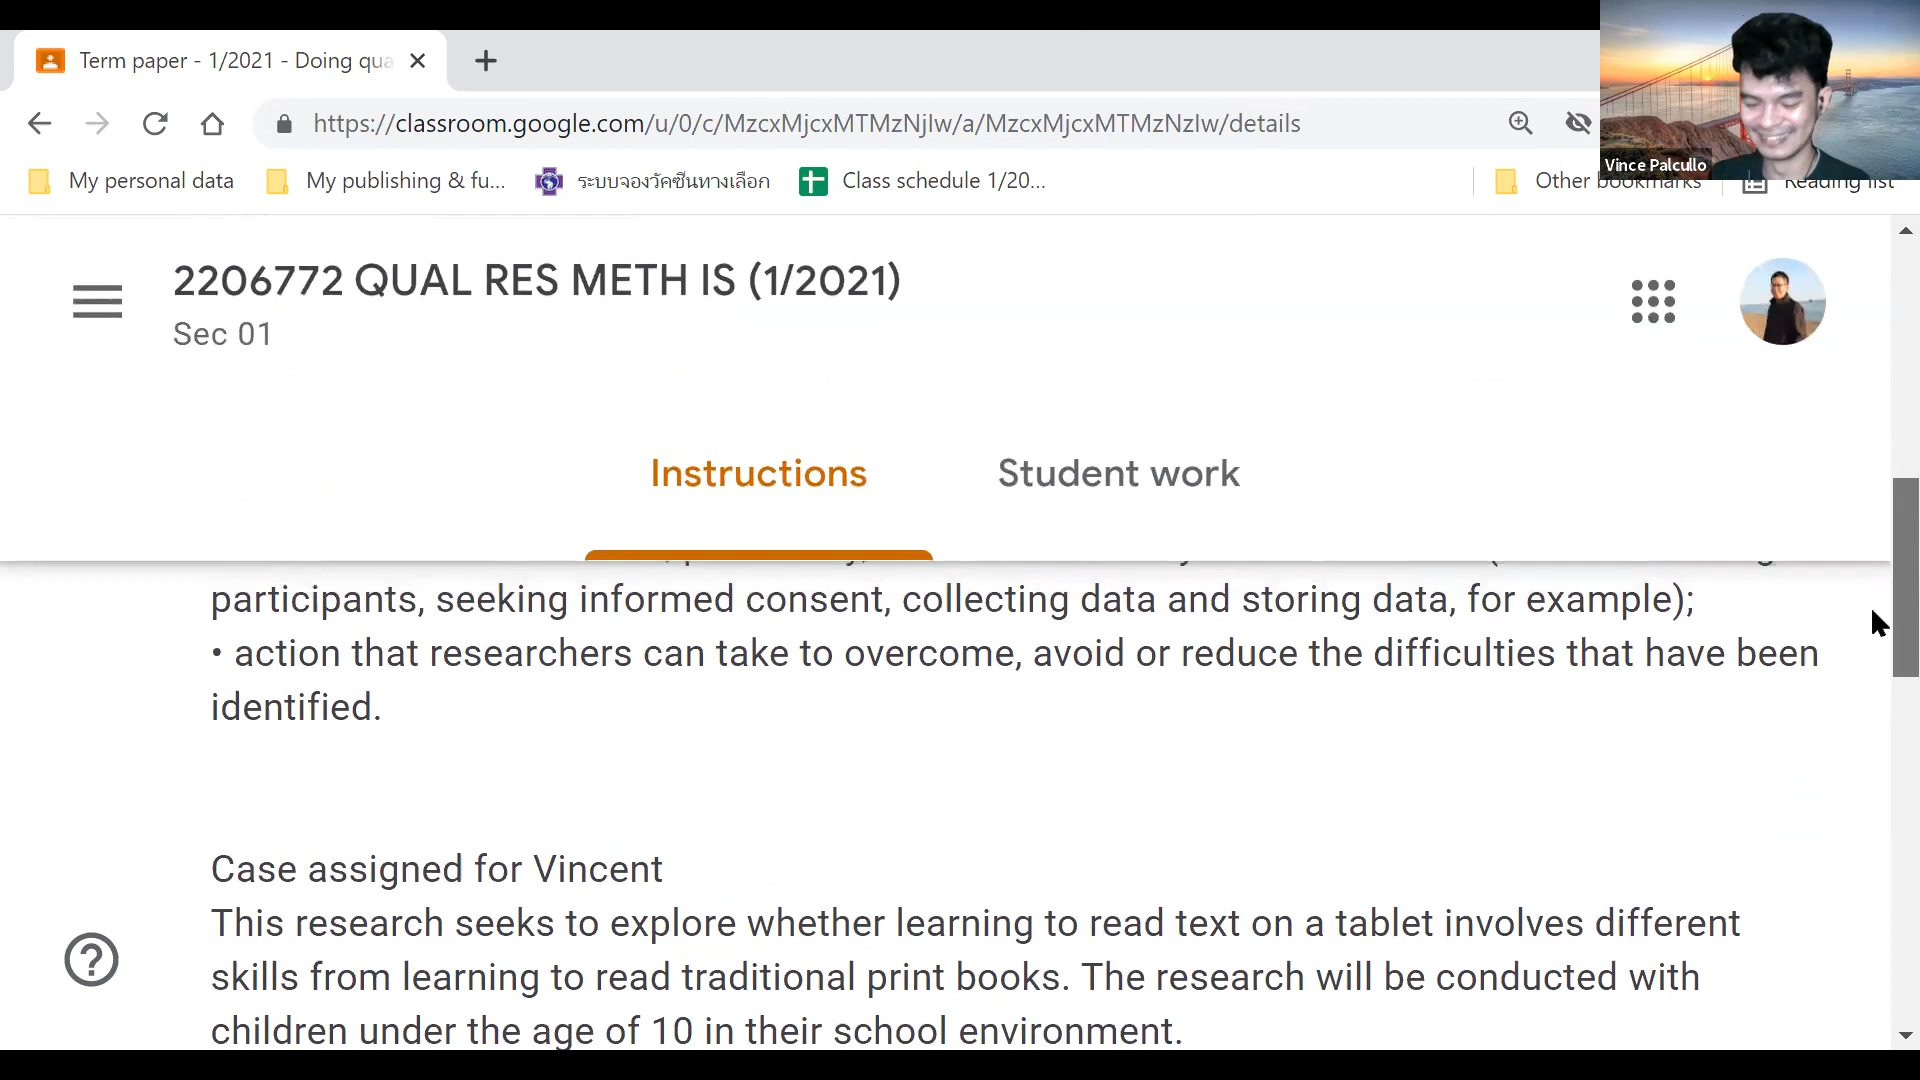 Term paper - 1/2021 - Doing qua
https://classroom.google.com/u/0/c/MzcxMjcxMTMzNjIw/a/MzcxMjcxMTMzNzIw/details
Vince Palcullo
My personal data
My publishing & fu...
ระบบจองวัคซีนทางเลือก
Class schedule 1/20...
Other bookmarks
Reading list
2206772 QUAL RES METH IS (1/2021)
Sec 01
Instructions
Student work
participants, seeking informed consent, collecting data and storing data, for example);
• action that researchers can take to overcome, avoid or reduce the difficulties that have been
identified.
Case assigned for Vincent
This research seeks to explore whether learning to read text on a tablet involves different
skills from learning to read traditional print books. The research will be conducted with
children under the age of 10 in their school environment.